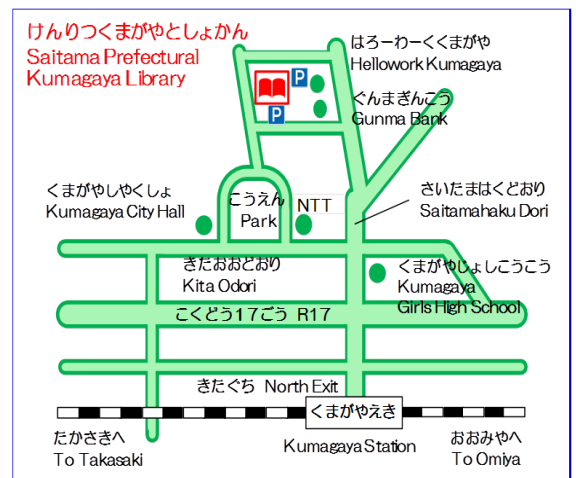 けんりつくまがやとしょかん
Saitama Prefectural
Kumagaya Library
はろーわーくくまがや
Hellowork Kumagaya
P
ぐんまぎんこう
Gunma Bank
P
くまがやしやくしょ
Kumagaya City Hall
こうえん
Park
NTT
さいたまはくどおり
Saitamahaku Dori
きたおおどおり
Kita Odori
くまがやじょしこうこう
Kumagaya
Girls High School
こくどう17ごう R17
きたぐち North Exit
くまがやえき
たかさきへ
To Takasaki
Kumagaya Station
おおみやへ
To Omiya